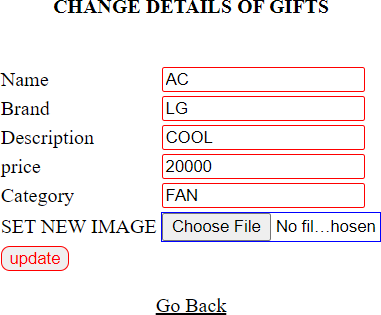 CHANGE DETAILS OF GIFTS
Name AC
Brand LG
Description COOL
price 20000
Category FAN
SET NEW IMAGE Choose File No fil...hosen
update
Go Back